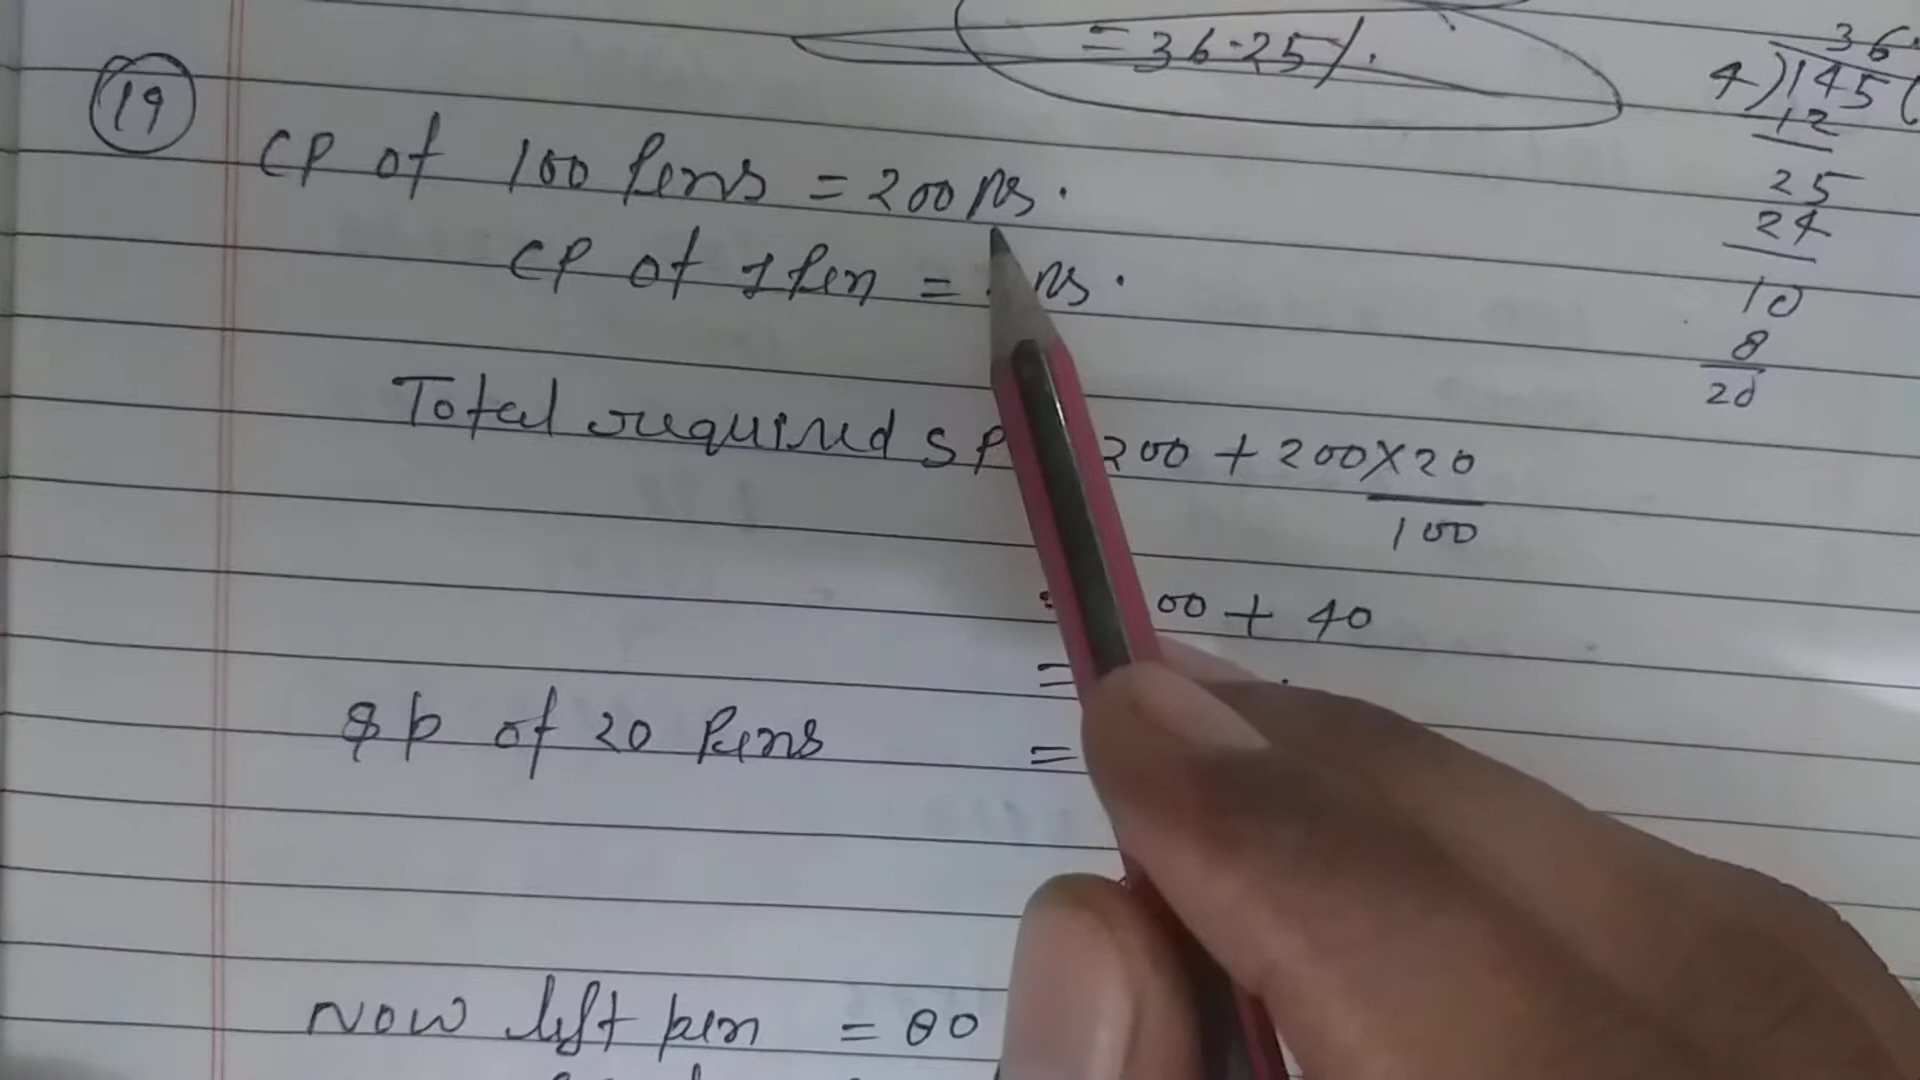 = 36.25%.
19
CP of 100 Pens = 200 Rs.
CP of 1 Pen = Rs.
Total required SP 200 + 200×20
100
00 + 40
=
SP of 20 Pens =
Now left pen = 80
36
4)145(
12
25
24
10
8
20